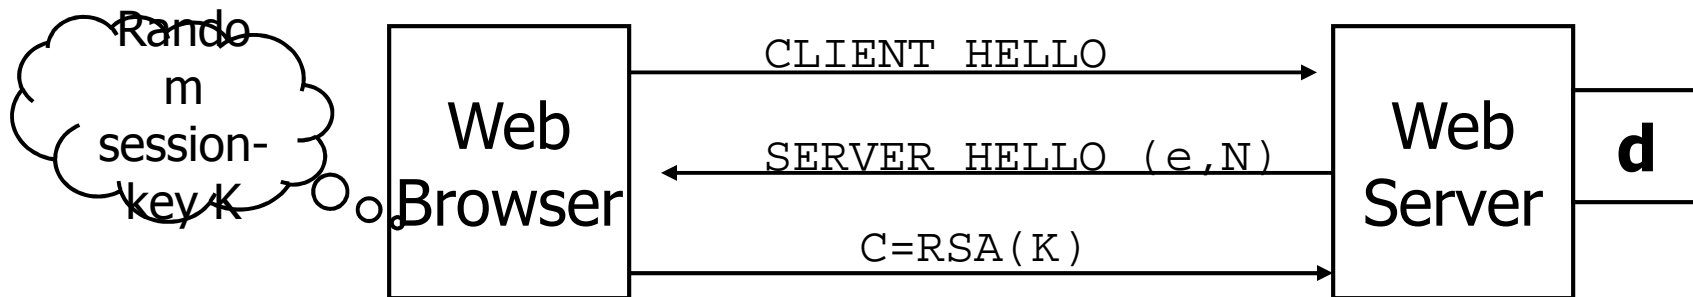 Rando
m
session-
key K
Web
Browser
CLIENT HELLO
SERVER HELLO (e,N)
C=RSA(K)
Web
Server
d